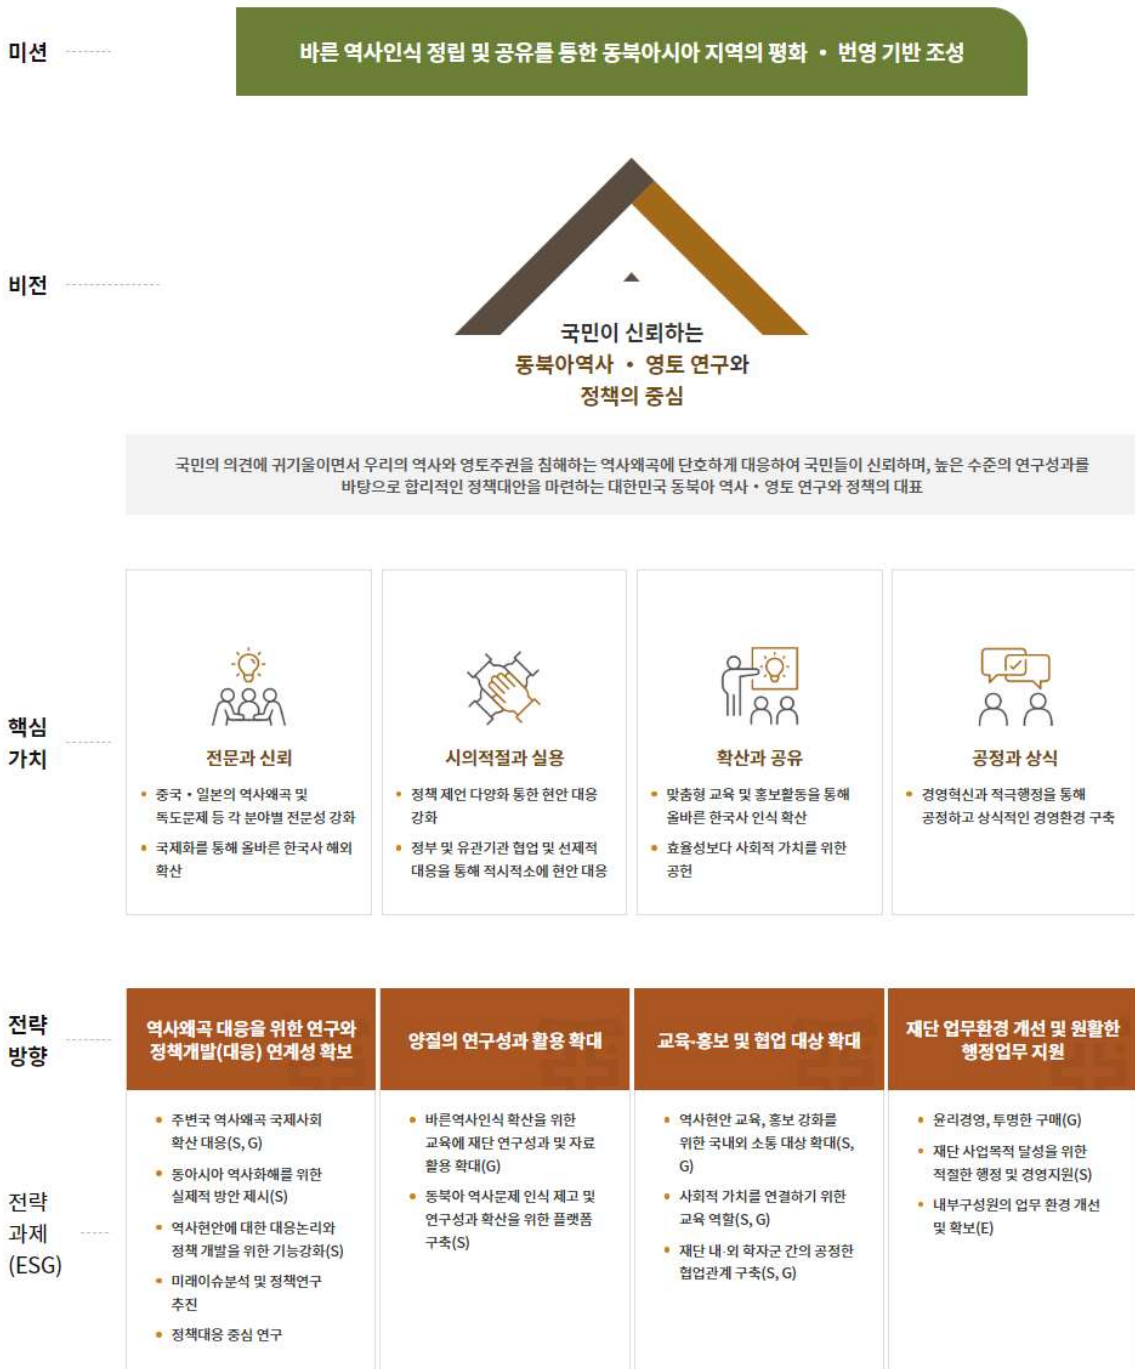 미션
바른 역사인식 정립 및 공유를 통한 동북아시아 지역의 평화 • 번영 기반 조성
비전
국민이 신뢰하는
동북아역사 • 영토 연구와
정책의 중심
국민의 의견에 귀기울이면서 우리의 역사와 영토주권을 침해하는 역사왜곡에 단호하게 대응하여 국민들이 신뢰하며, 높은 수준의 연구성과를
바탕으로 합리적인 정책대안을 마련하는 대한민국 동북아 역사 • 영토 연구와 정책의 대표
핵심
가치
전문과 신뢰
• 중국 • 일본의 역사왜곡 및
독도문제 등 각 분야별 전문성 강화
• 국제화를 통해 올바른 한국사 해외
확산
시의적절과 실용
• 정책 제언 다양화 통한 현안 대응
강화
• 정부 및 유관기관 협업 및 선제적
대응을 통해 적시적소에 현안 대응
확산과 공유
• 맞춤형 교육 및 홍보활동을 통해
올바른 한국사 인식 확산
• 효율성보다 사회적 가치를 위한
공헌
공정과 상식
• 경영혁신과 적극행정을 통해
공정하고 상식적인 경영환경 구축
전략
방향
역사왜곡 대응을 위한 연구와
정책개발(대응) 연계성 확보
양질의 연구성과 활용 확대
교육·홍보 및 협업 대상 확대
재단 업무환경 개선 및 원활한
행정업무 지원
전략
과제
(ESG)
• 주변국 역사왜곡 국제사회
확산 대응(S, G)
• 동아시아 역사화해를 위한
실제적 방안 제시(S)
• 역사현안에 대한 대응논리와
정책 개발을 위한 기능강화(S)
• 미래이슈분석 및 정책연구
추진
• 정책대응 중심 연구
• 바른역사인식 확산을 위한
교육에 재단 연구성과 및 자료
활용 확대(G)
• 동북아 역사문제 인식 제고 및
연구성과 확산을 위한 플랫폼
구축(S)
• 역사현안 교육, 홍보 강화를
위한 국내외 소통 대상 확대(S,
G)
• 사회적 가치를 연결하기 위한
교육 역할(S, G)
• 재단 내·외 학자군 간의 공정한
협업관계 구축(S, G)
• 윤리경영, 투명한 구매(G)
• 재단 사업목적 달성을 위한
적절한 행정 및 경영지원(S)
• 내부구성원의 업무 환경 개선
및 확보(E)